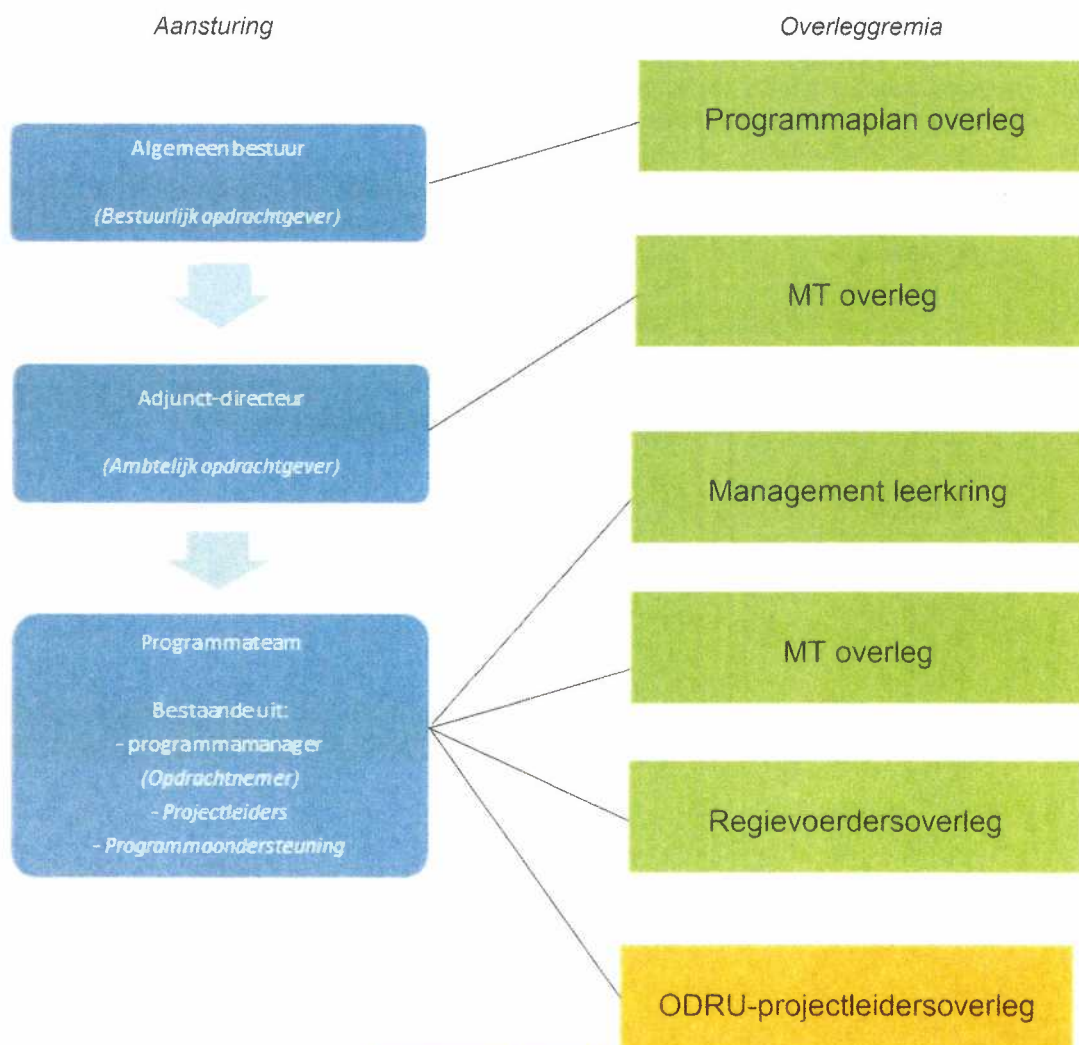 Aansturing
Overleggremia
Algemeen bestuur
(Bestuurlijk opdrachtgever)
Adjunct-directeur
(Ambtelijk opdrachtgever)
Programmateam
Bestaande uit:
- programmamanager
(Opdrachtnemer)
- Projectleiders
- Programmaondersteuning
Programmaplan overleg
MT overleg
Management leerkring
MT overleg
Regievoerdersoverleg
ODRU-projectleidersoverleg